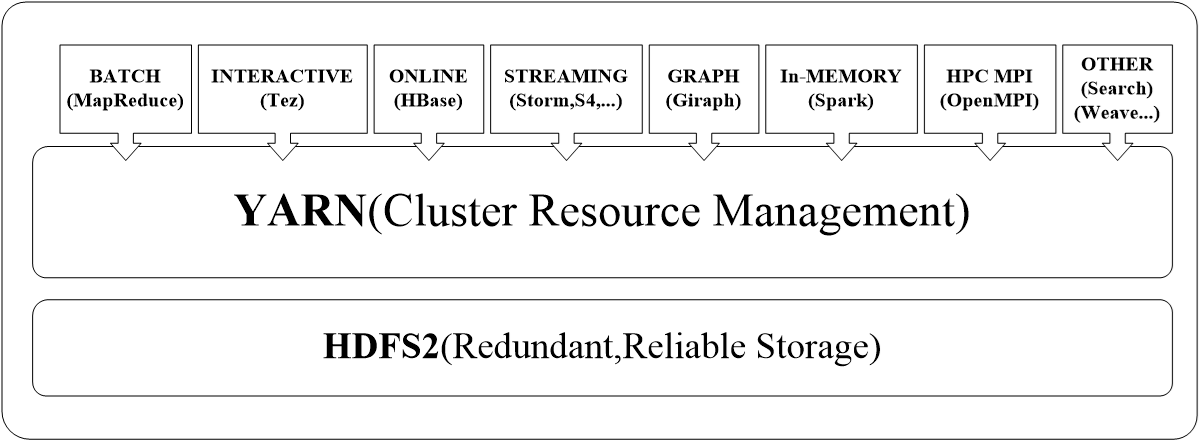 BATCH
(MapReduce)
INTERACTIVE
(Tez)
ONLINE
(HBase)
STREAMING
(Storm,S4,...)
GRAPH
(Giraph)
In-MEMORY
(Spark)
HPC MPI
(OpenMPI)
OTHER
(Search)
(Weave...)
YARN(Cluster Resource Management)
HDFS2(Redundant,Reliable Storage)